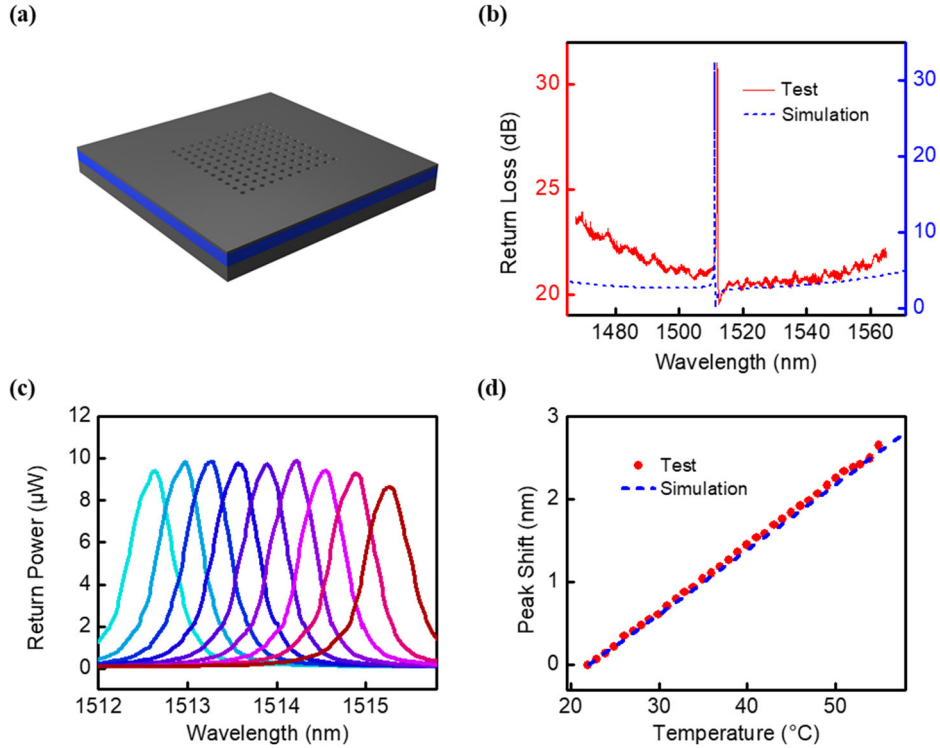 (a)
(b)
30
25
20
Return Loss (dB)
Test
Simulation
30
20
10
0
1480 1500 1520 1540 1560
Wavelength (nm)
(c)
12
10
8
6
4
2
0
Return Power (μW)
1512 1513 1514 1515
Wavelength (nm)
(d)
3
2
1
0
Peak Shift (nm)
Test
Simulation
20 30 40 50
Temperature (°C)